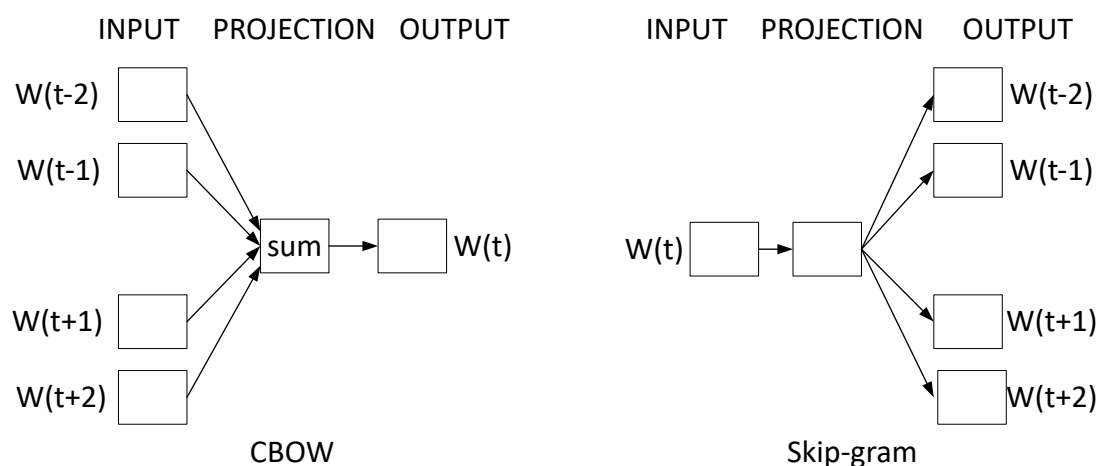 INPUT PROJECTION OUTPUT
W(t-2)
W(t-1)
sum
W(t)
W(t+1)
W(t+2)
CBOW
INPUT PROJECTION OUTPUT
W(t-2)
W(t-1)
W(t)
W(t+1)
W(t+2)
Skip-gram